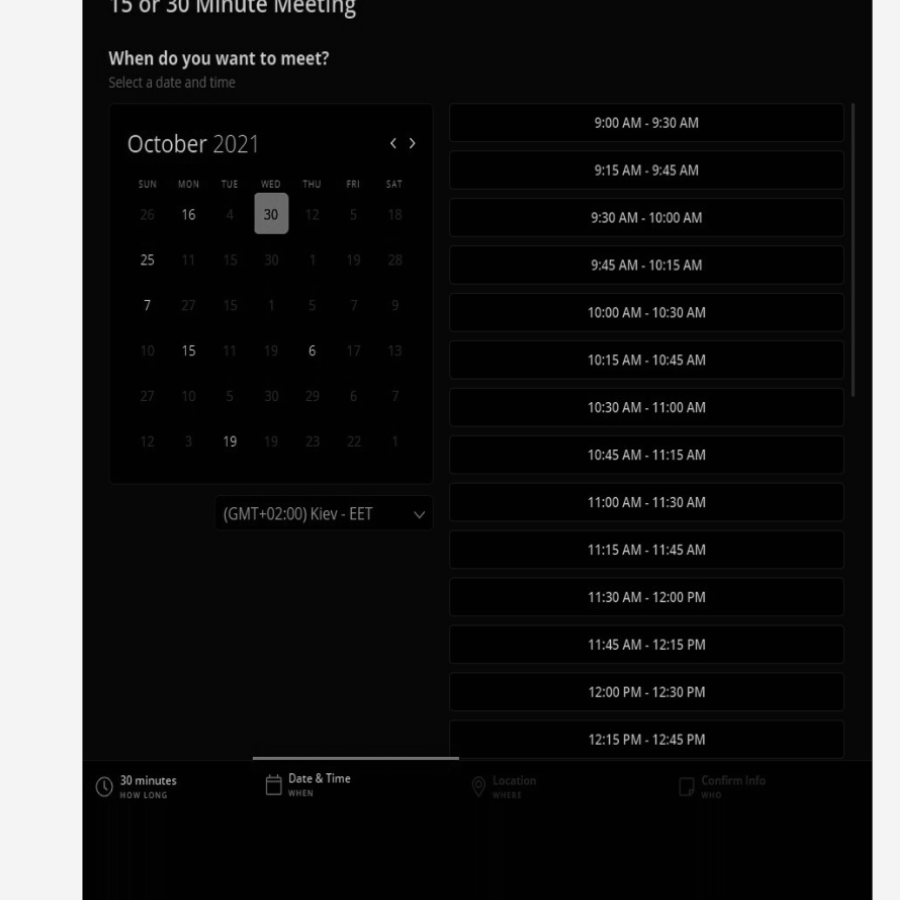 15 or 30 Minute Meeting
When do you want to meet?
Select a date and time
October 2021
SUN MON TUE WED THU FRI SAT
26 16 4 30 12 5 18
25 11 15 30 1 19 28
7 27 15 1 5 7 9
10 15 11 19 6 17 13
27 10 5 30 29 6 7
12 3 19 19 23 22 1
(GMT+02:00) Kiev - EET
9:00 AM - 9:30 AM
9:15 AM - 9:45 AM
9:30 AM - 10:00 AM
9:45 AM - 10:15 AM
10:00 AM - 10:30 AM
10:15 AM - 10:45 AM
10:30 AM - 11:00 AM
10:45 AM - 11:15 AM
11:00 AM - 11:30 AM
11:15 AM - 11:45 AM
11:30 AM - 12:00 PM
11:45 AM - 12:15 PM
12:00 PM - 12:30 PM
12:15 PM - 12:45 PM
30 minutes
HOW LONG
Date & Time
WHEN
Location
WHERE
Confirm Info
WHO